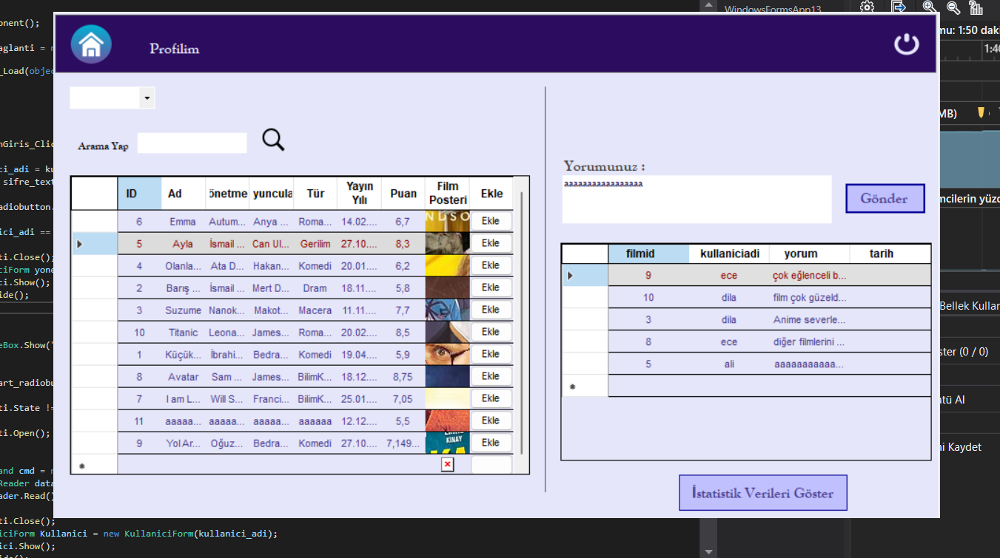 WindowsFormsApp13
onent();
mu: 1:50 daki
aglanti =
1:40
_Load(objec
Profilim
MB)
nGiris_Clic
Arama Yap
ci_adi = ku
sifre_text
Yorumunuz :
aaaaaaaaaaaaaaaaa
Gönder
ncilerin yüzd
adiobutton.
ici_adi ==
ti.Close();
ciForm yone
ci.Show();
ide();
ID Ad önetme yuncula Tür Yayın Yılı Puan Film Posteri Ekle
6 Emma Autum... Anya ... Roma... 14.02.... 6,7 NDSO Ekle
5 Ayla İsmail ... Can Ul... Gerilim 27.10.... 8,3 Ekle
4 Olanla... Ata D... Hakan... Komedi 20.01.... 6,2 Ekle
2 Barış ... İsmail ... Mert D... Dram 18.11.... 5,8 Ekle
3 Suzume Nanok... Makot... Macera 11.11.... 7,7 Ekle
10 Titanic Leona... James... Roma... 20.02.... 8,5 Ekle
1 Küçük... İbrahi... Bedra... Komedi 19.04.... 5,9 Ekle
8 Avatar Sam ... James... BilimK... 18.12.... 8,75 Ekle
7 I am L... Will S... Franci... BilimK... 25.01.... 7,05 Ekle
11 aaaaa... aaaaa... aaaaa... aaaaaa 12.12.... 5,5 Ekle
9 Yol Ar... Oğuz... Bedra... Komedi 27.10.... 7,149... KINAY Ekle
filmid kullaniciadi yorum tarih
9 ece çok eğlenceli b...
10 dila film çok güzeld...
3 dila Anime severle...
8 ece diğer filmlerini ...
5 ali aaaaaaaaaaa...
İstatistik Verileri Göster
Bellek Kullar
ster (0 / 0)
ntü Al
ni Kaydet
eBox.Show("
art_radiobu
ti.State !=
ti.Open();
and cmd =
Reader data
ader.Read()
ti.Close();
iciForm Kullanici = new KullaniciForm(kullanici_adi);
ici.Show();